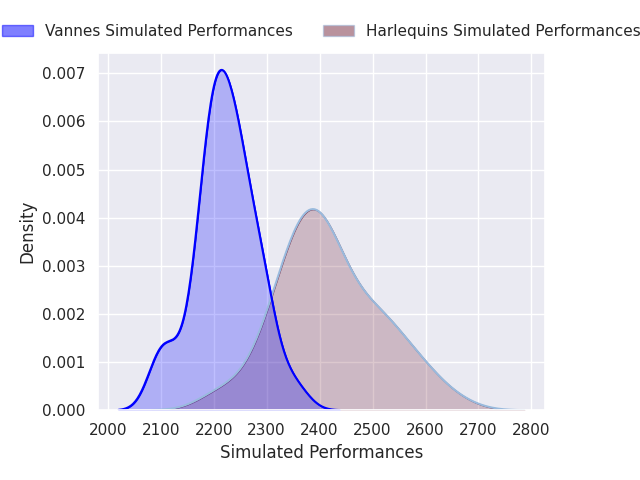 Vannes Simulated Performances Harlequins Simulated Performances
0.007
0.006
0.005
0.004
0.003
0.002
0.001
0.000
Density
2000 2100 2200 2300 2400 2500 2600 2700 2800
Simulated Performances